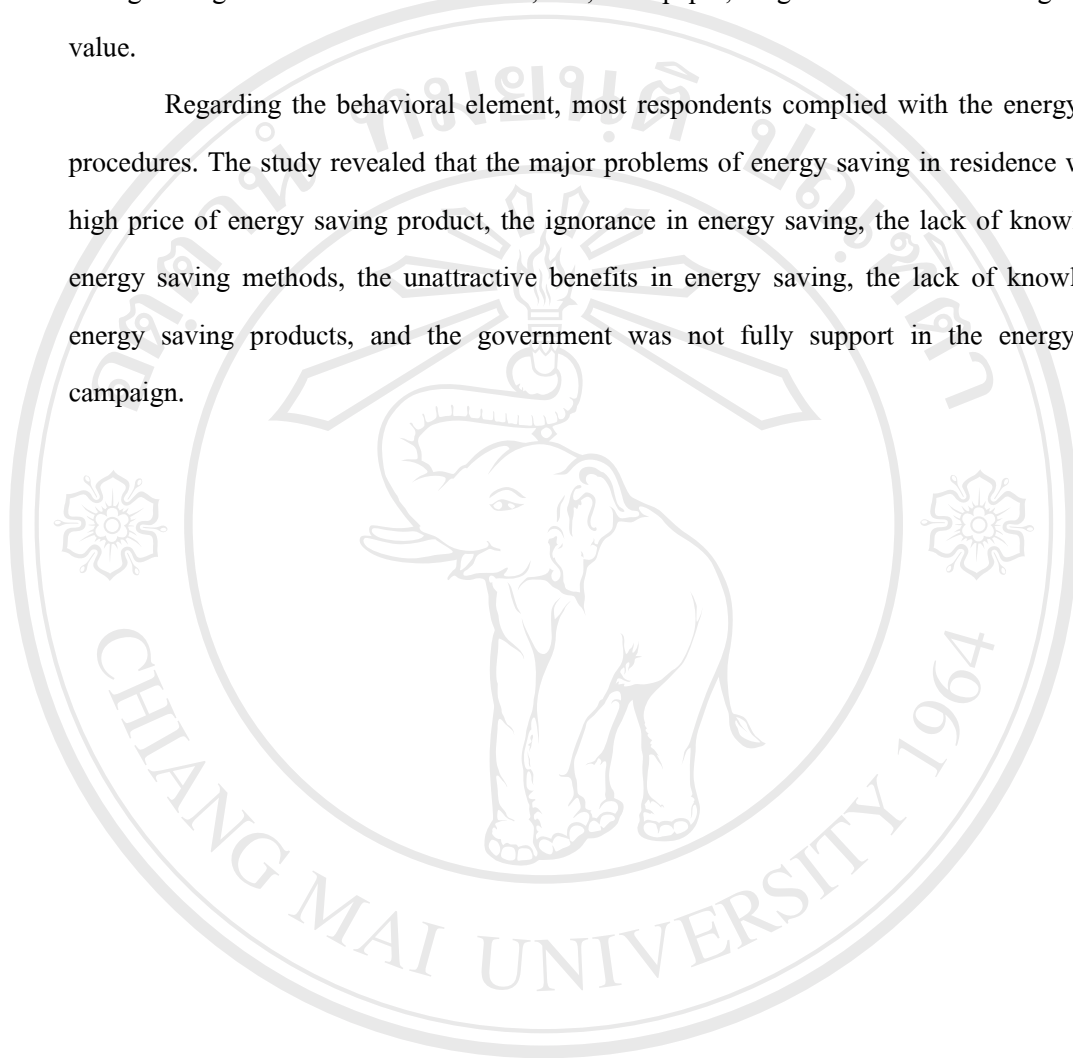 value.
Regarding the behavioral element, most respondents complied with the energy
procedures. The study revealed that the major problems of energy saving in residence
high price of energy saving product, the ignorance in energy saving, the lack of
energy saving methods, the unattractive benefits in energy saving, the lack of
energy saving products, and the government was not fully support in the energy
campaign.
CHIANG MAI UNIVERSITY 1964